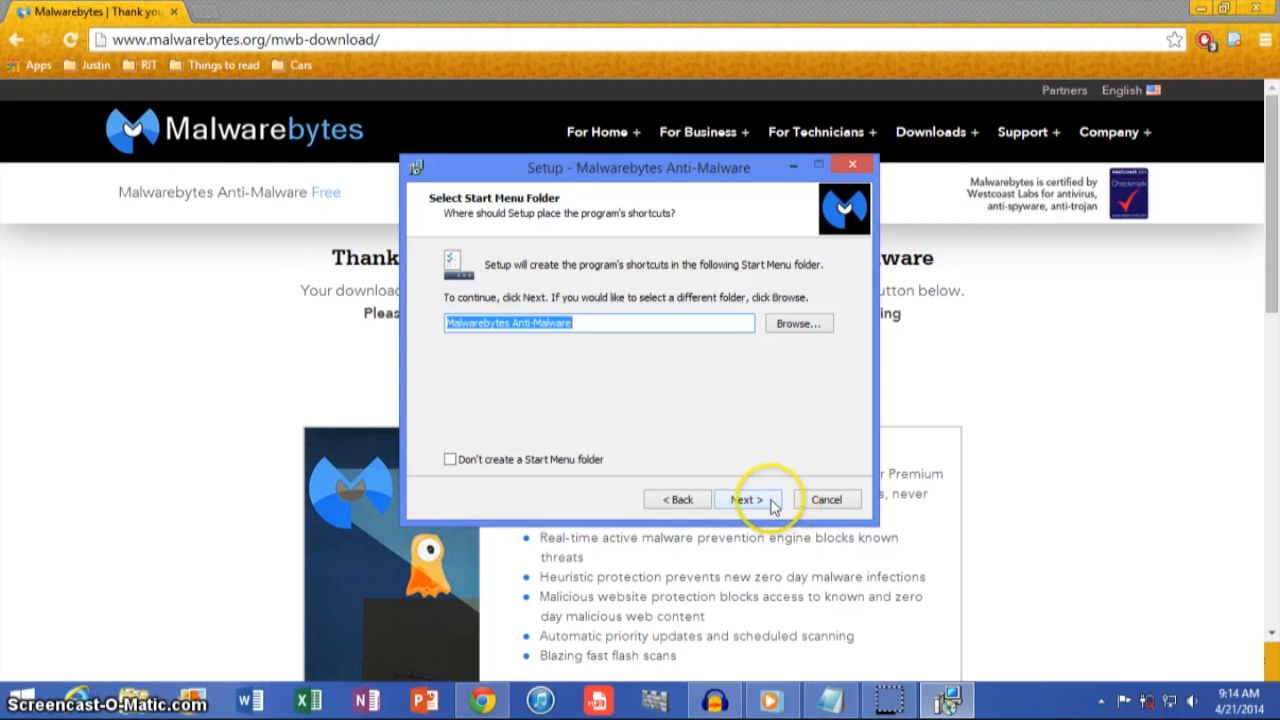 Malwarebytes | Thank you
www.malwarebytes.org/mwb-download/
Apps Justin RIT Things to read Cars
Partners English
Malwarebytes
For Home + For Business + For Technicians + Downloads + Support + Company +
Malwarebytes Anti-Malware Free
Malwarebytes is certified by
Westcoast Labs for antivirus,
anti-spyware, anti-trojan
westcoast labs
Checkmark
Setup - Malwarebytes Anti-Malware
Select Start Menu Folder
Where should Setup place the program's shortcuts?
Setup will create the program's shortcuts in the following Start Menu folder.
To continue, click Next. If you would like to select a different folder, click Browse.
Malwarebytes Anti-Malware
Browse...
Don't create a Start Menu folder
< Back Next > Cancel
Thank ware
Your downloa utton below.
Pleas ing
r Premium
s, never
Real-time active malware prevention engine blocks known
threats
Heuristic protection prevents new zero day malware infections
Malicious website protection blocks access to known and zero
day malicious web content
Automatic priority updates and scheduled scanning
Blazing fast flash scans
Screencast-O-Matic.com
9:14 AM
4/21/2014